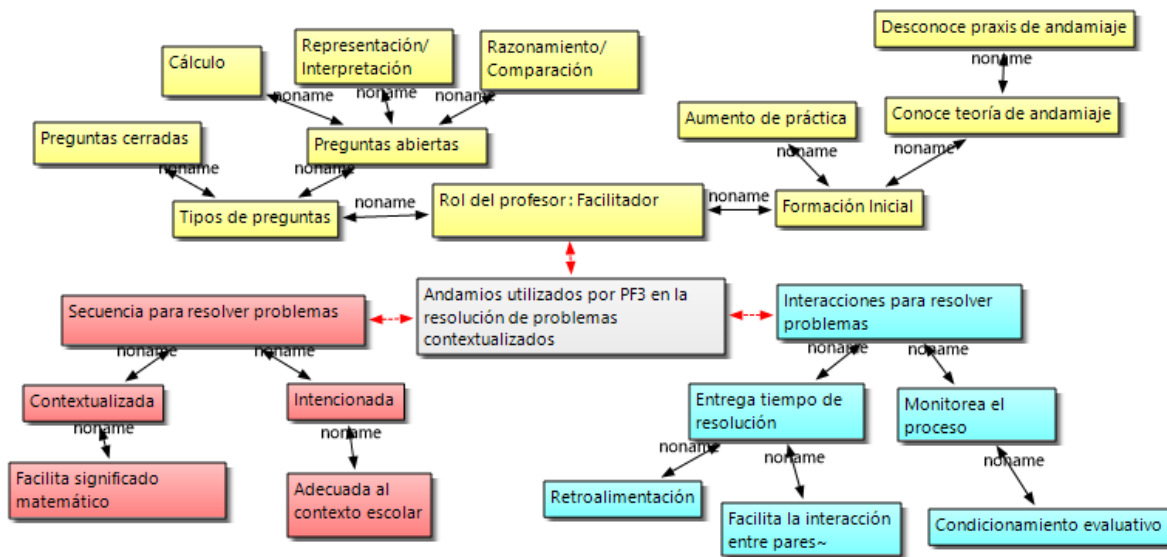 Desconoce praxis de andamiaje
noname
Representación/
Interpretación
Razonamiento/
Comparación
Cálculo
noname
noname
noname
Aumento de práctica
Conoce teoría de andamiaje
Preguntas cerradas
Preguntas abiertas
noname
noname
noname
noname
Tipos de preguntas
noname
Rol del profesor: Facilitador
noname
Formación Inicial
Secuencia para resolver problemas
Andamios utilizados por PF3 en la
resolución de problemas
contextualizados
Interacciones para resolver
problemas
noname
noname
noname
noname
Contextualizada
Intencionada
Entrega tiempo de
resolución
Monitorea el
proceso
noname
noname
noname
noname
noname
Facilita significado
matemático
Adecuada al
contexto escolar
Retroalimentación
Facilita la interacción
entre pares~
Condicionamiento evaluativo